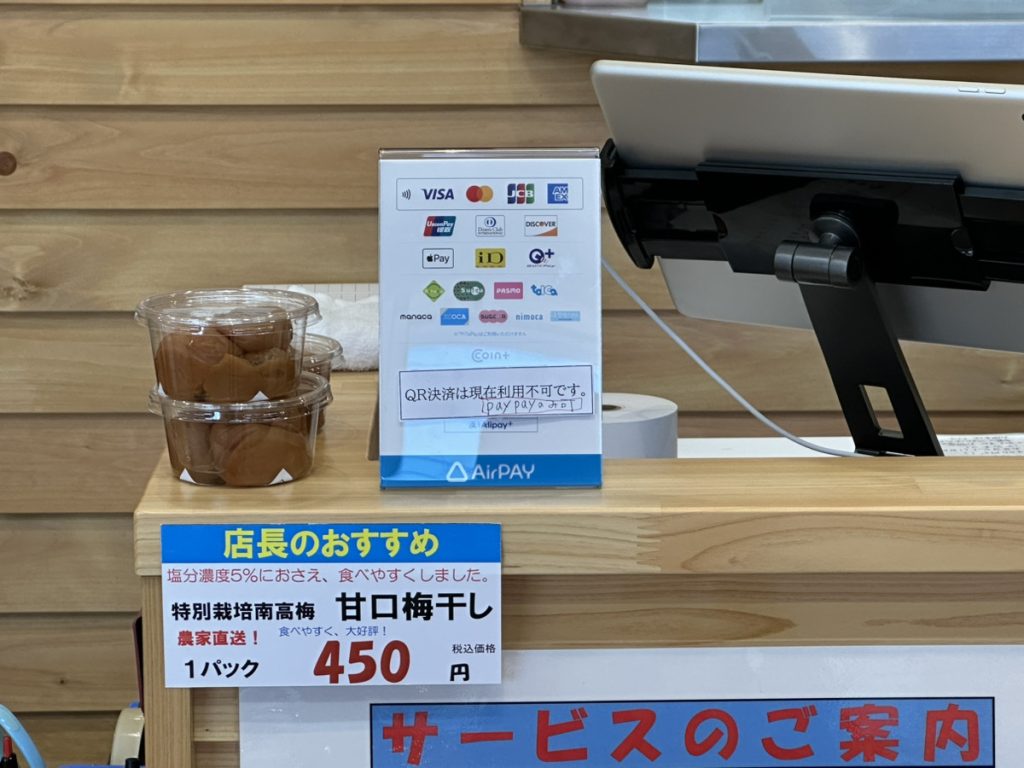 VISA JCB AMEX
UnionPay 銀聯 Diners Club INTERNATIONAL DISCOVER
Pay iD Q+
Suica PASMO toica
manaca ICOCA SUGOCA nimoca
Coin+
QR決済は現在利用不可です。
paypayのみ可
alipay+
AirPAY
店長のおすすめ
塩分濃度5%におさえ、食べやすくしました。
特別栽培南高梅 甘口梅干し
農家直送! 食べやすく、大好評!
1パック 450 円 税込価格
サービスのご案内